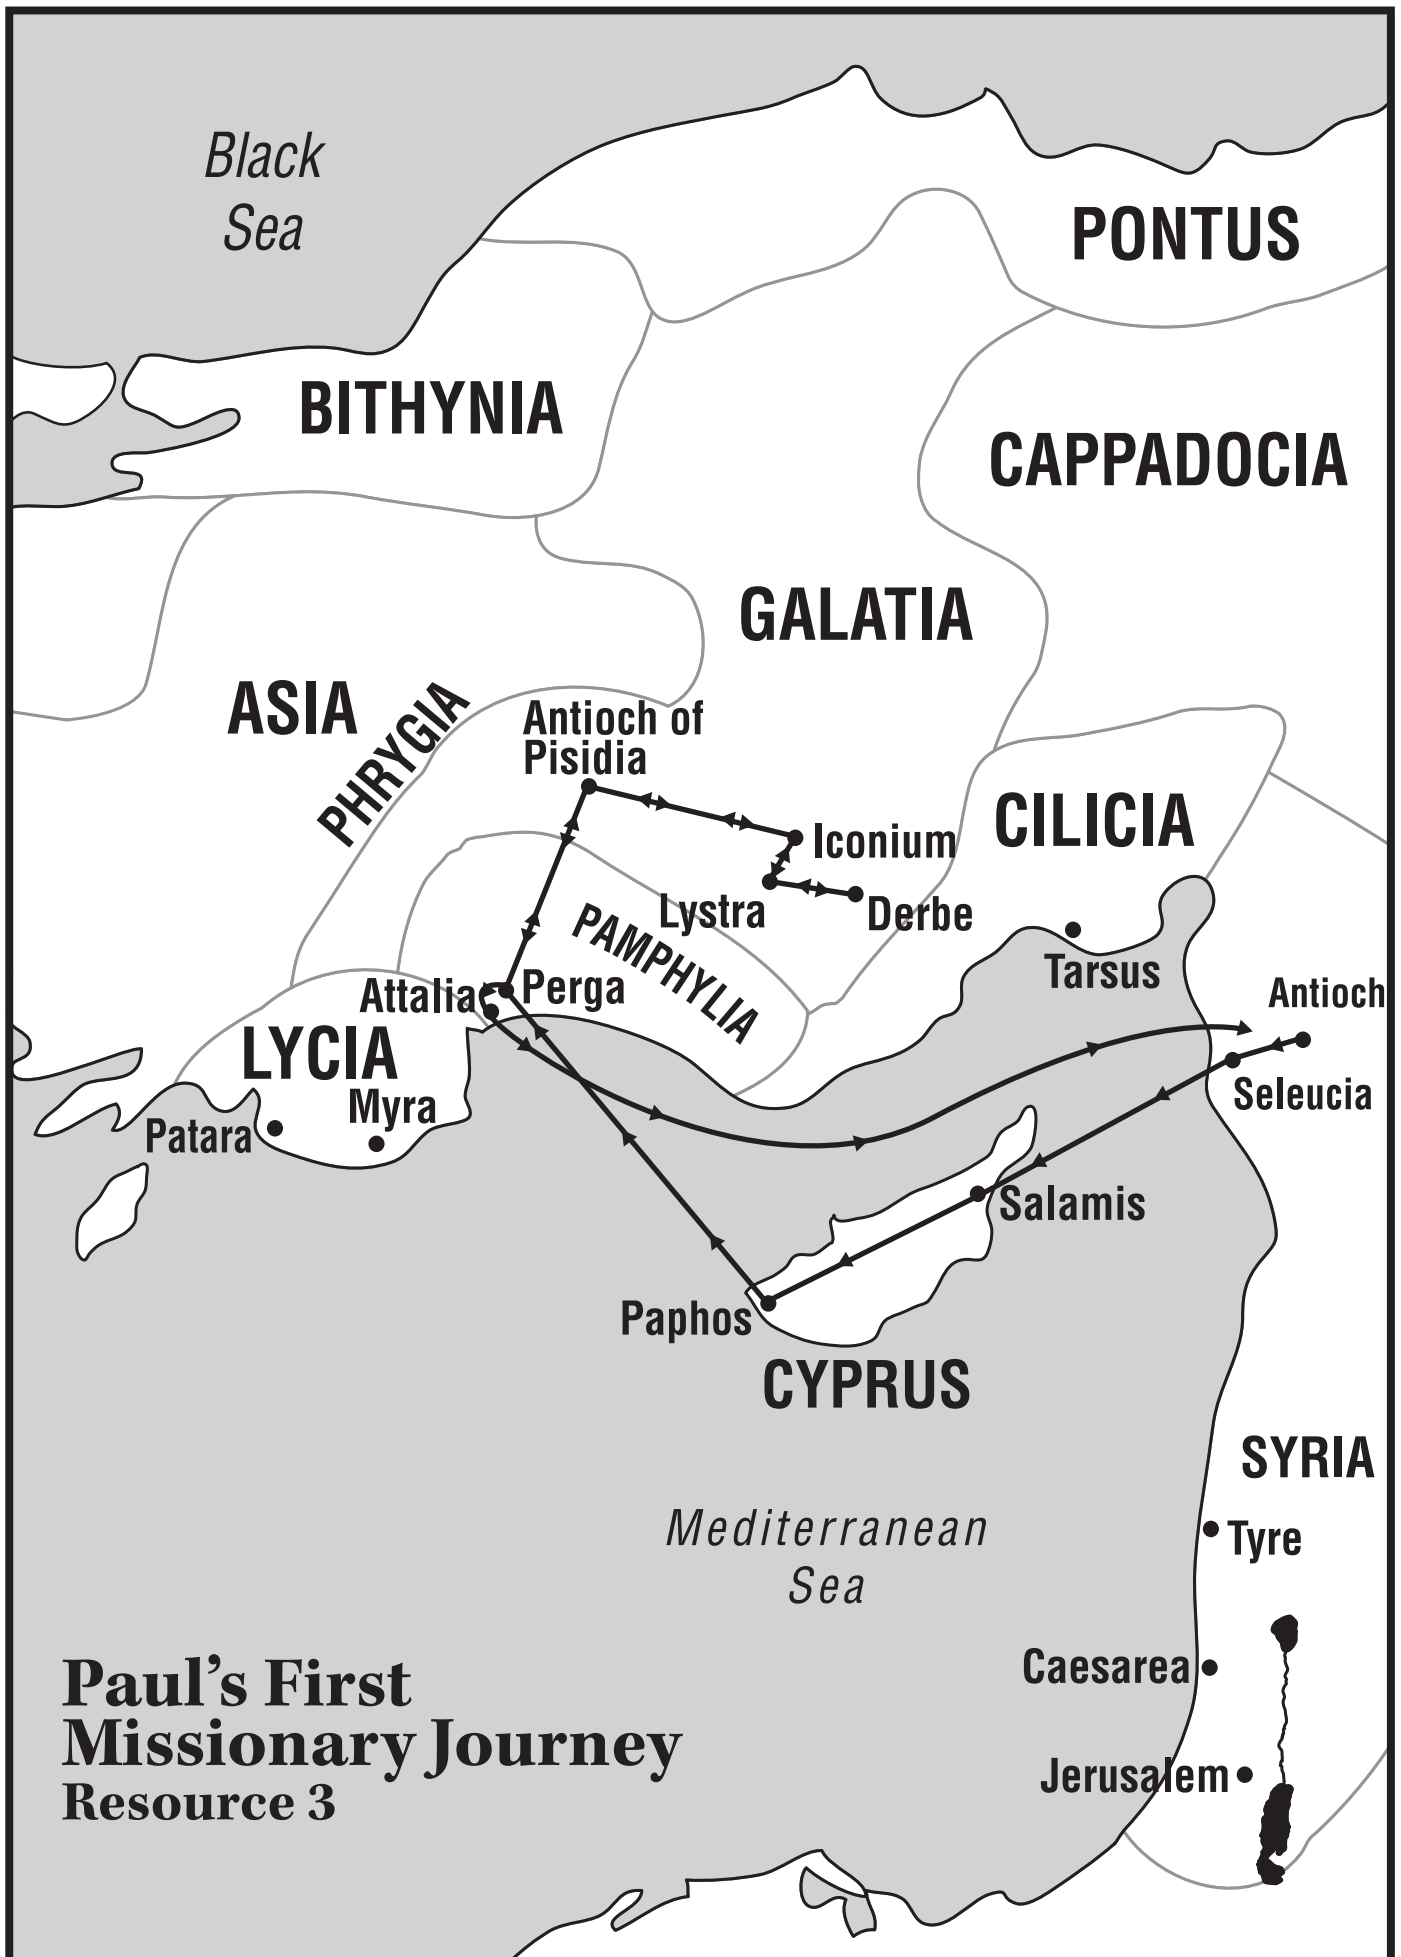 Black
Sea
PONTUS
BITHYNIA
CAPPADOCIA
GALATIA
ASIA
PHRYGIA
Antioch of
Pisidia
CILICIA
Iconium
Lystra
Derbe
PAMPHYLIA
Tarsus
Attalia
Perga
Antioch
LYCIA
Myra
Seleucia
Patara
Salamis
Paphos
CYPRUS
SYRIA
Mediterranean
Sea
Tyre
Caesarea
Jerusalem
Paul’s First
Missionary Journey
Resource 3